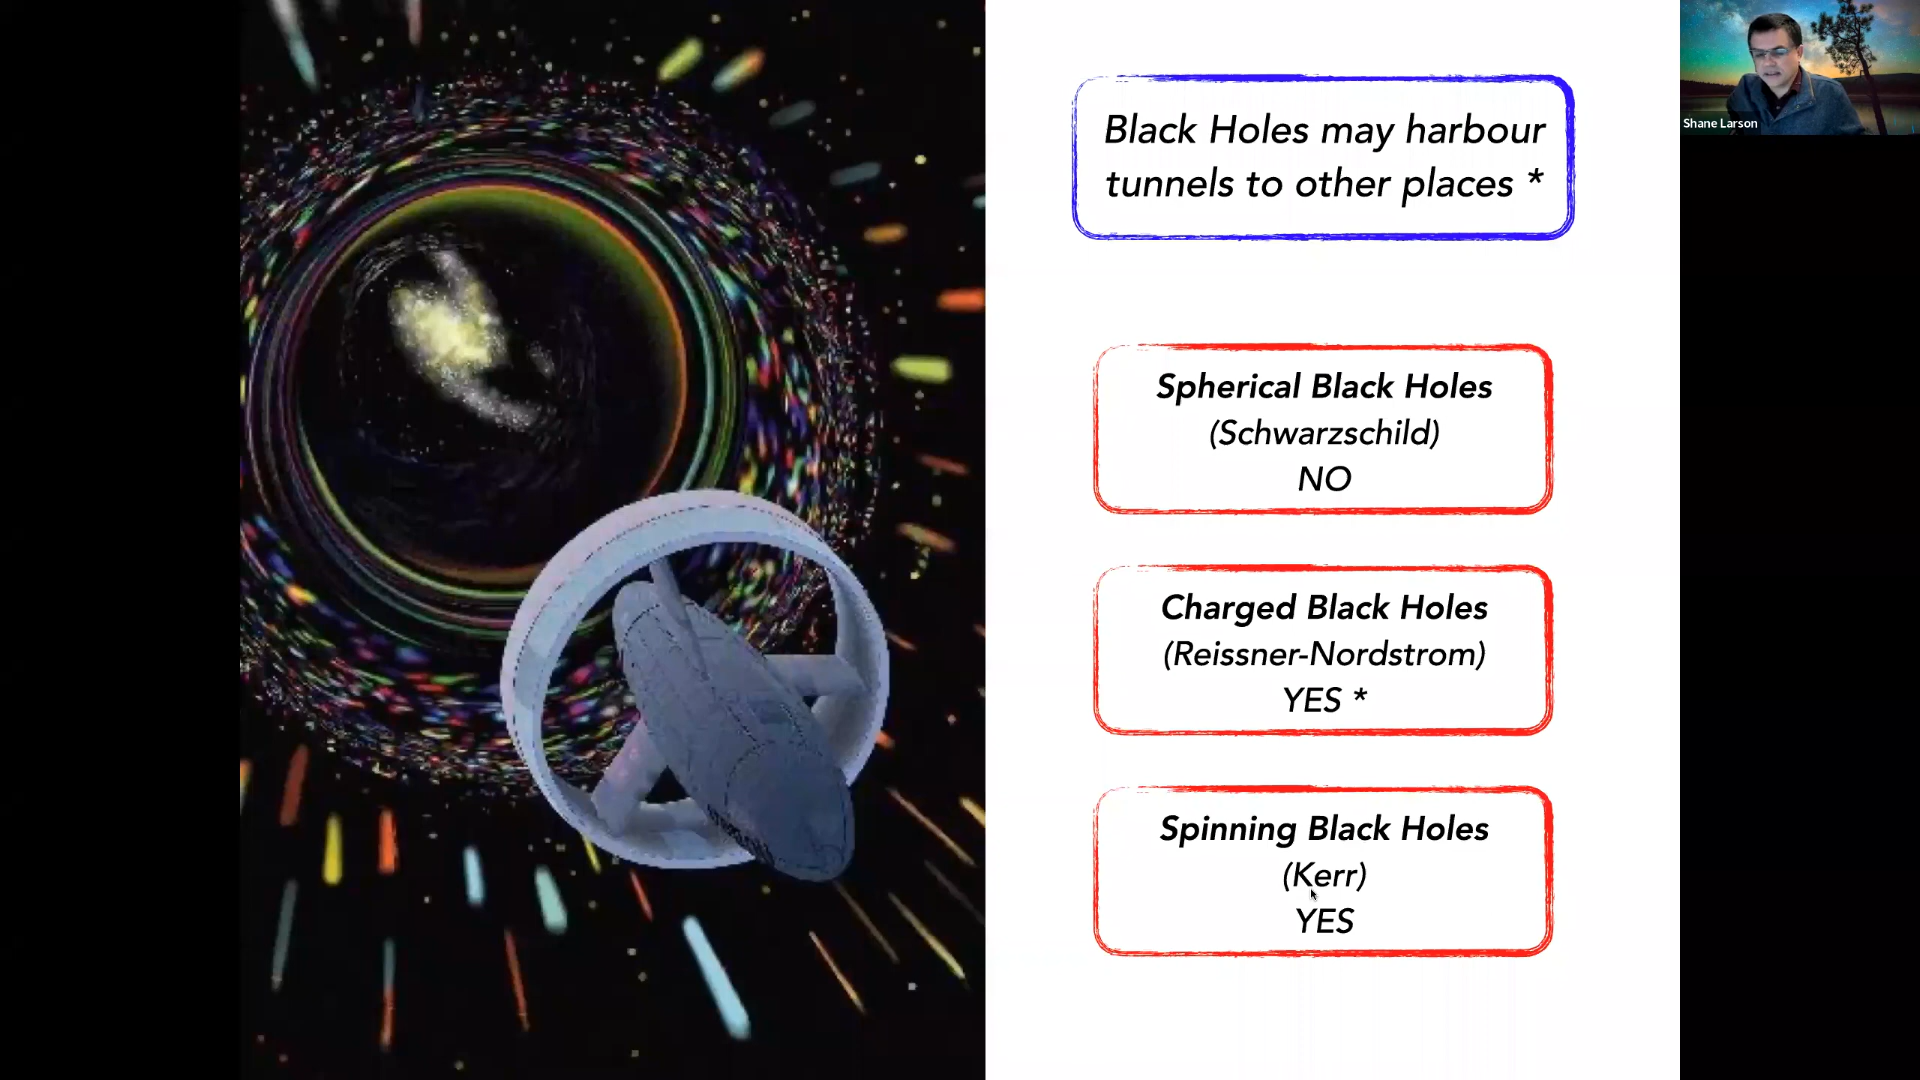 Black Holes may harbour
tunnels to other places *
Spherical Black Holes
(Schwarzschild)
NO
Charged Black Holes
(Reissner-Nordstrom)
YES *
Spinning Black Holes
(Kerr)
YES
Shane Larson